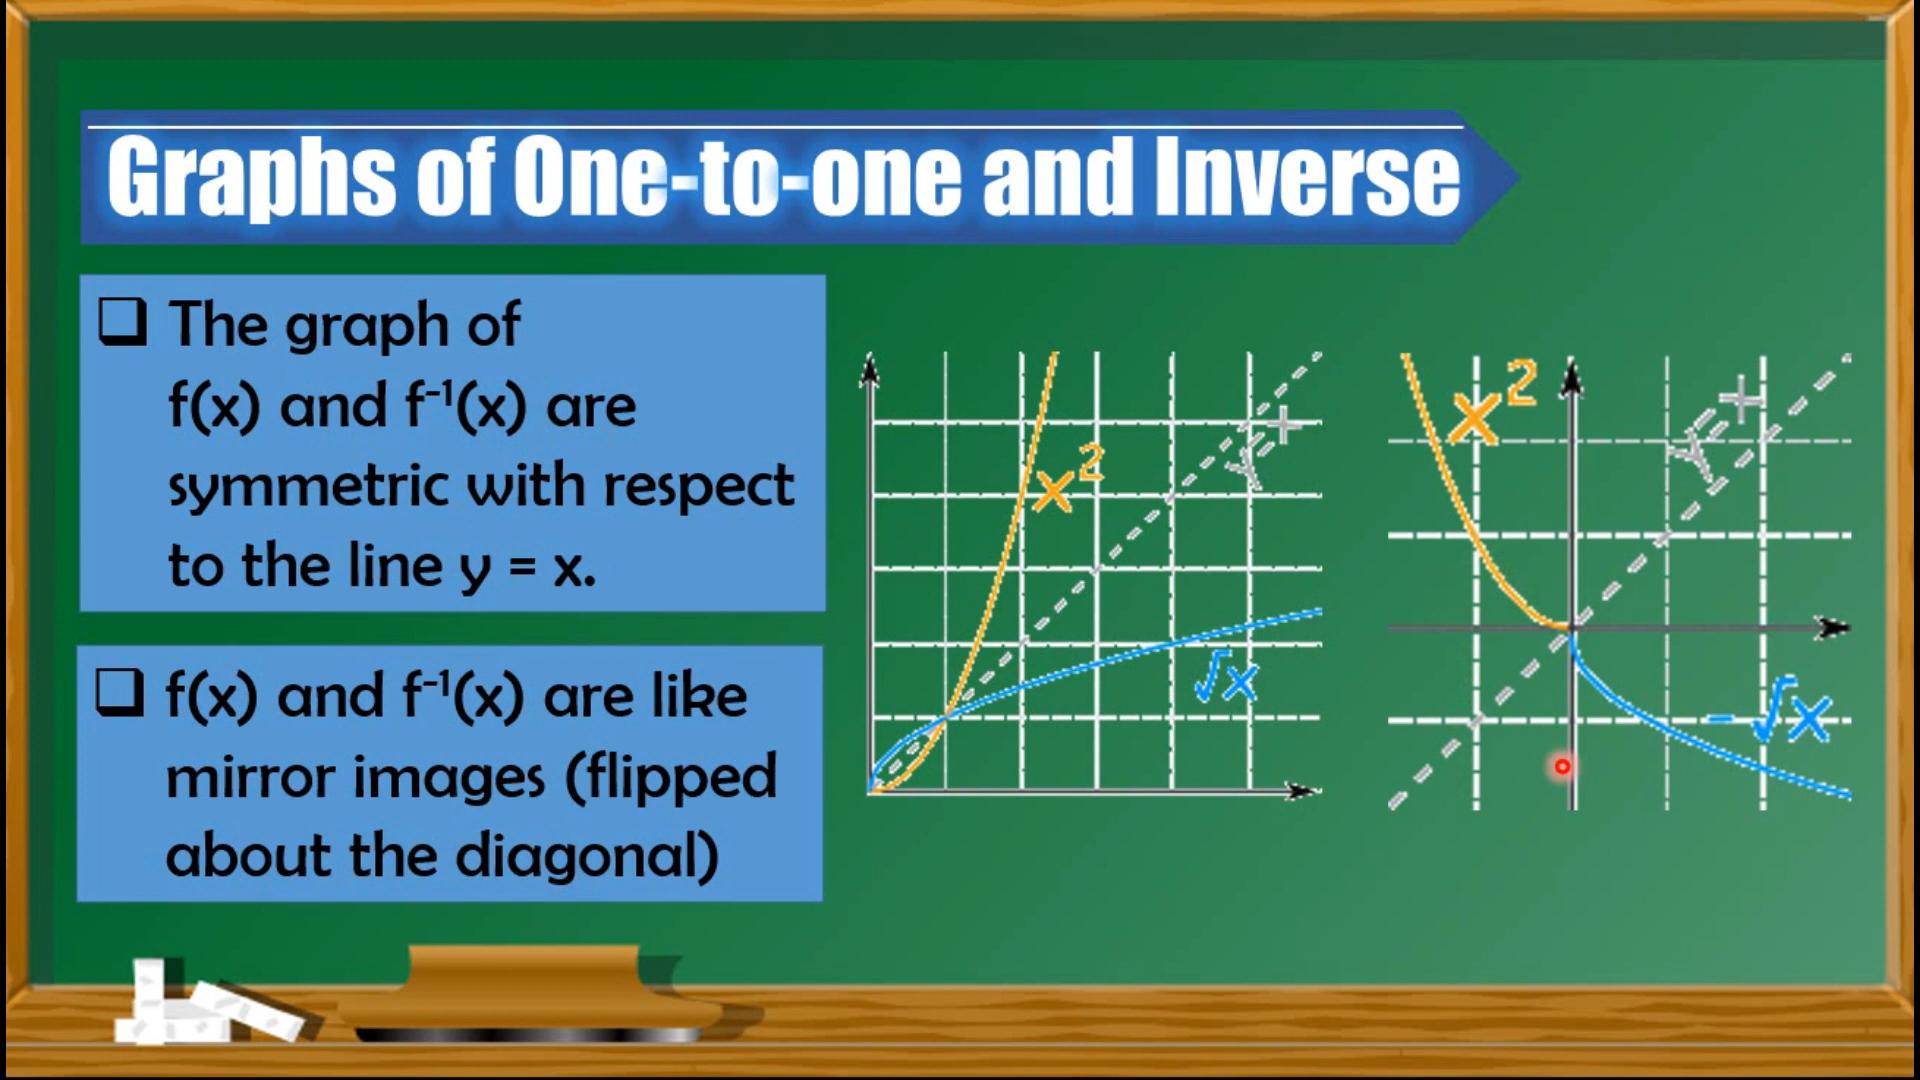 Graphs of One-to-one and Inverse
❑ The graph of
f(x) and f⁻¹(x) are
symmetric with respect
to the line y = x.
❑ f(x) and f⁻¹(x) are like
mirror images (flipped
about the diagonal)
x²
√x
x²
-√x